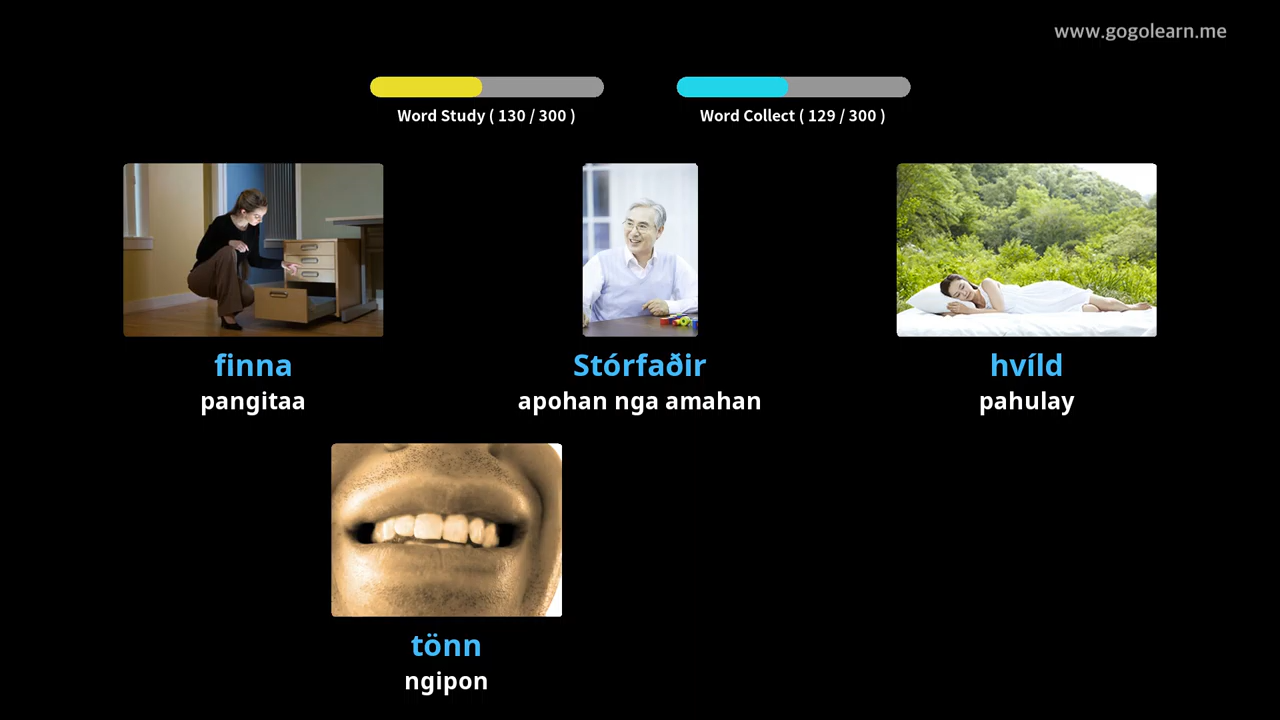 www.gogolearn.me
Word Study ( 130 / 300 )
Word Collect ( 129 / 300 )
finna
pangitaa
Stórfaðir
apohan nga amahan
hvíld
pahulay
tönn
ngipon